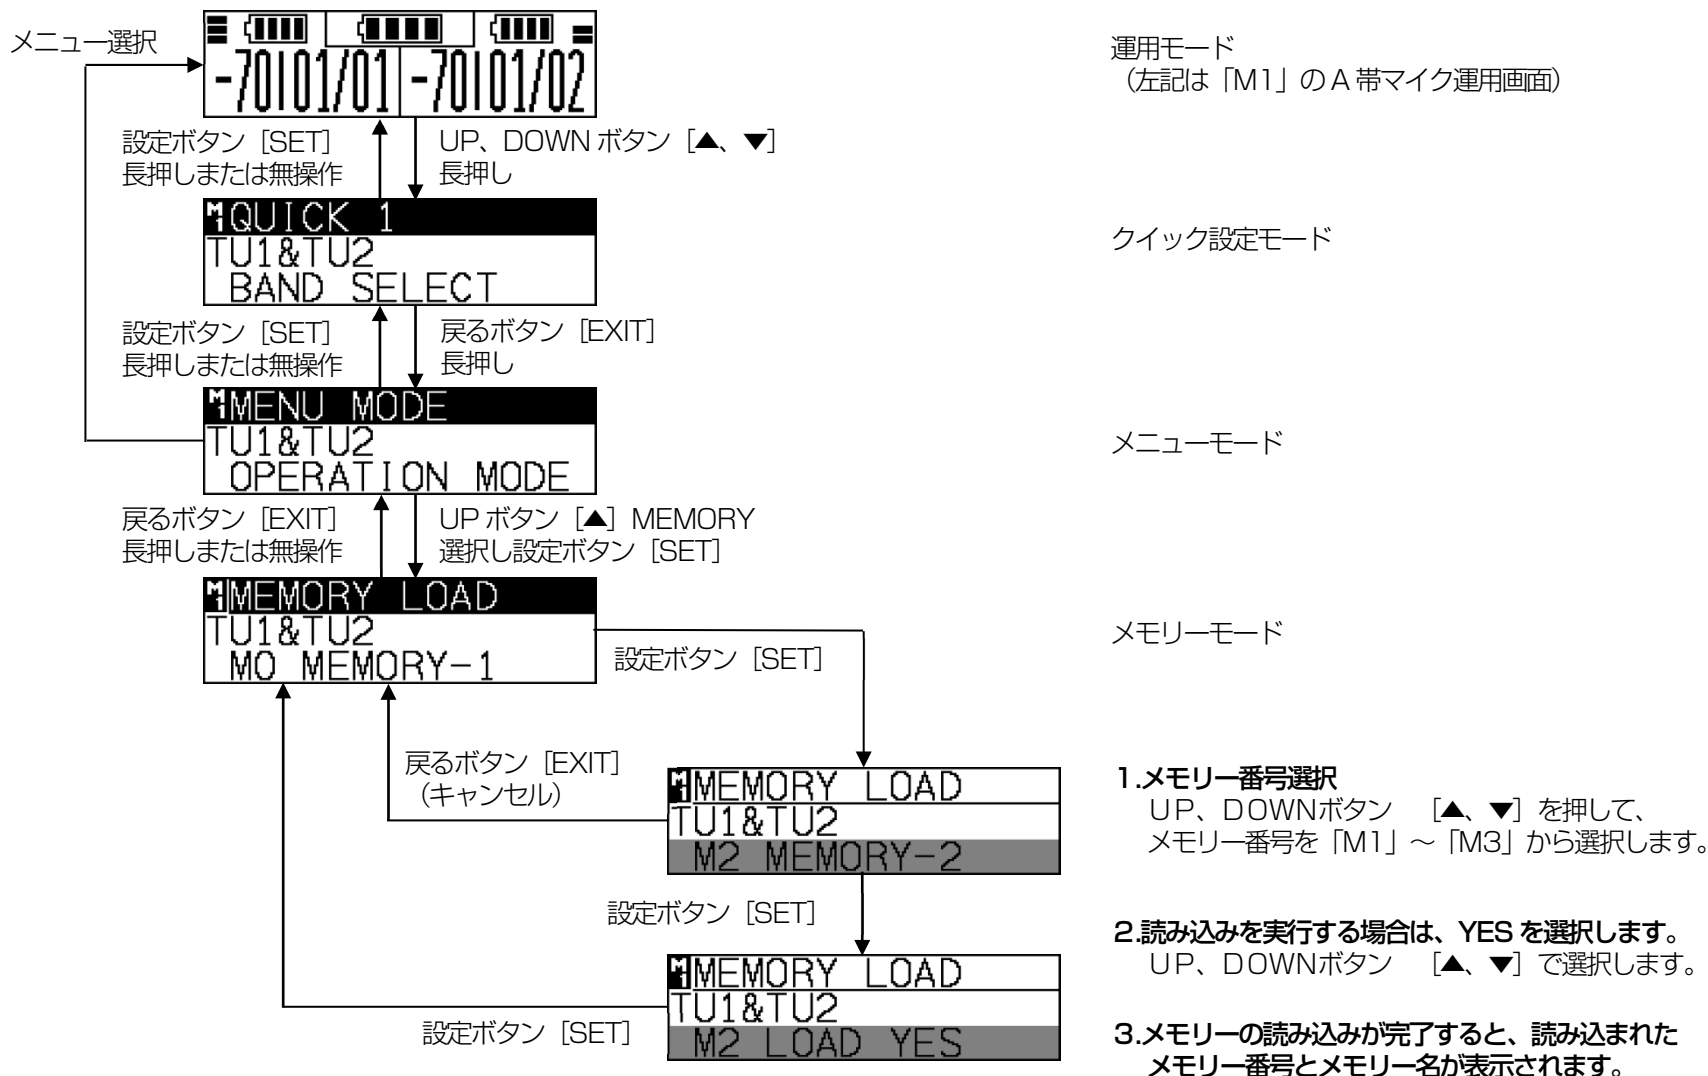 メニュー選択
-70 01/01 -70 01/02
運用モード
（左記は「M1」のA帯マイク運用画面）
設定ボタン［SET］
長押しまたは無操作
UP、DOWN ボタン［▲、▼］
長押し
M1 QUICK 1
TU1&TU2
BAND SELECT
クイック設定モード
設定ボタン［SET］
長押しまたは無操作
戻るボタン［EXIT］
長押し
M1 MENU MODE
TU1&TU2
OPERATION MODE
メニューモード
戻るボタン［EXIT］
長押しまたは無操作
UP ボタン［▲］MEMORY
選択し設定ボタン［SET］
M1 MEMORY LOAD
TU1&TU2
M0 MEMORY-1
メモリーモード
設定ボタン［SET］
戻るボタン［EXIT］
（キャンセル）
M1 MEMORY LOAD
TU1&TU2
M2 MEMORY-2
1.メモリー番号選択
UP、DOWNボタン　［▲、▼］を押して、
メモリー番号を「M1」～「M3」から選択します。
設定ボタン［SET］
M1 MEMORY LOAD
TU1&TU2
M2 LOAD YES
2.読み込みを実行する場合は、YES を選択します。
UP、DOWNボタン　［▲、▼］で選択します。
設定ボタン［SET］
3.メモリーの読み込みが完了すると、読み込まれた
メモリー番号とメモリー名が表示されます。